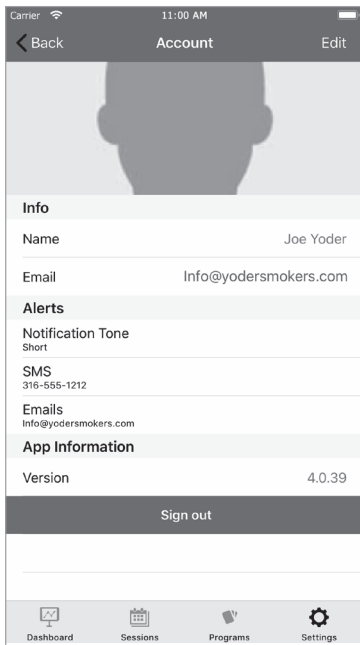 Carrier 11:00 AM
Back Account Edit
Info
Name Joe Yoder
Email Info@yodersmokers.com
Alerts
Notification Tone
Short
SMS
316-555-1212
Emails
Info@yodersmokers.com
App Information
Version 4.0.39
Sign out
Dashboard Sessions Programs Settings